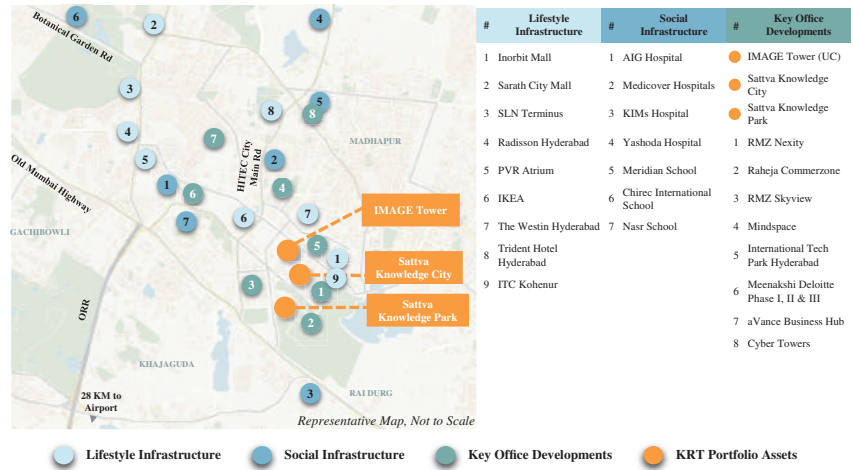 6
Botanical Garden Rd
2
4
3
8
5
8
4
7
MADHAPUR
5
HITEC City
Main Rd
2
Old Mumbai Highway
1
6
4
7
6
7
IMAGE Tower
GACHIBOWLI
5
1
Sattva
Knowledge City
9
3
1
Sattva
Knowledge Park
ORR
2
KHAJAGUDA
28 KM to
Airport
3
RAI DURG
Representative Map, Not to Scale
# Lifestyle Infrastructure # Social Infrastructure # Key Office Developments
1 Inorbit Mall 1 AIG Hospital IMAGE Tower (UC)
2 Sarath City Mall 2 Medicover Hospitals Sattva Knowledge City
3 SLN Terminus 3 KIMs Hospital Sattva Knowledge Park
4 Radisson Hyderabad 4 Yashoda Hospital 1 RMZ Nexity
5 PVR Atrium 5 Meridian School 2 Raheja Commerzone
6 IKEA 6 Chirec International School 3 RMZ Skyview
7 The Westin Hyderabad 7 Nasr School 4 Mindspace
8 Trident Hotel Hyderabad 5 International Tech Park Hyderabad
9 ITC Kohenur 6 Meenakshi Deloitte Phase I, II & III
7 aVance Business Hub
8 Cyber Towers
Lifestyle Infrastructure Social Infrastructure Key Office Developments KRT Portfolio Assets